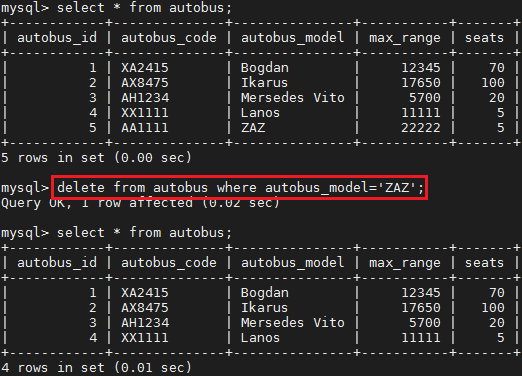 mysql> select * from autobus;
+------------+--------------+---------------+-----------+-------+
| autobus_id | autobus_code | autobus_model | max_range | seats |
+------------+--------------+---------------+-----------+-------+
|          1 | XA2415       | Bogdan        |     12345 |    70 |
|          2 | AX8475       | Ikarus        |     17650 |   100 |
|          3 | AH1234       | Mersedes Vito |      5700 |    20 |
|          4 | XX1111       | Lanos         |     11111 |     5 |
|          5 | AA1111       | ZAZ           |     22222 |     5 |
+------------+--------------+---------------+-----------+-------+
5 rows in set (0.00 sec)
mysql> delete from autobus where autobus_model='ZAZ';
Query OK, 1 row affected (0.02 sec)
mysql> select * from autobus;
+------------+--------------+---------------+-----------+-------+
| autobus_id | autobus_code | autobus_model | max_range | seats |
+------------+--------------+---------------+-----------+-------+
|          1 | XA2415       | Bogdan        |     12345 |    70 |
|          2 | AX8475       | Ikarus        |     17650 |   100 |
|          3 | AH1234       | Mersedes Vito |      5700 |    20 |
|          4 | XX1111       | Lanos         |     11111 |     5 |
+------------+--------------+---------------+-----------+-------+
4 rows in set (0.01 sec)